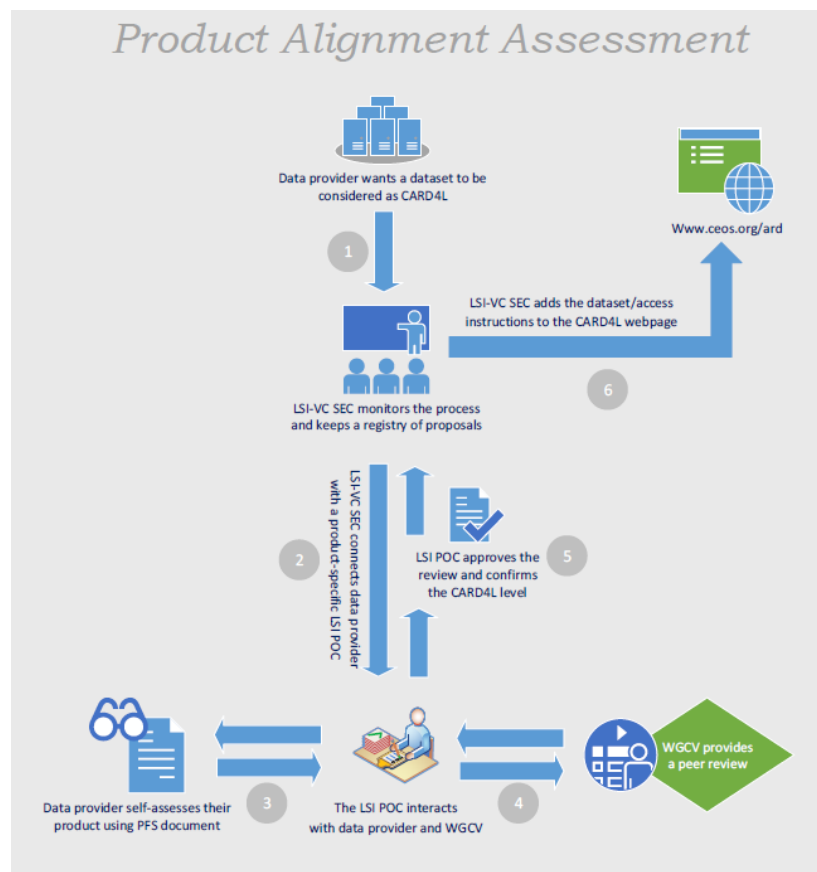 Product Alignment Assessment
Data provider wants a dataset to be
considered as CARD4L
1
Www.ceos.org/ard
LSI-VC SEC adds the dataset/access
instructions to the CARD4L webpage
6
LSI-VC SEC monitors the process
and keeps a registry of proposals
2
LSI-VC SEC connects data provider
with a product-specific LSI POC
LSI POC approves the
review and confirms
the CARD4L level
5
Data provider self-assesses their
product using PFS document
3
The LSI POC interacts
with data provider and WGCV
4
WGCV provides
a peer review